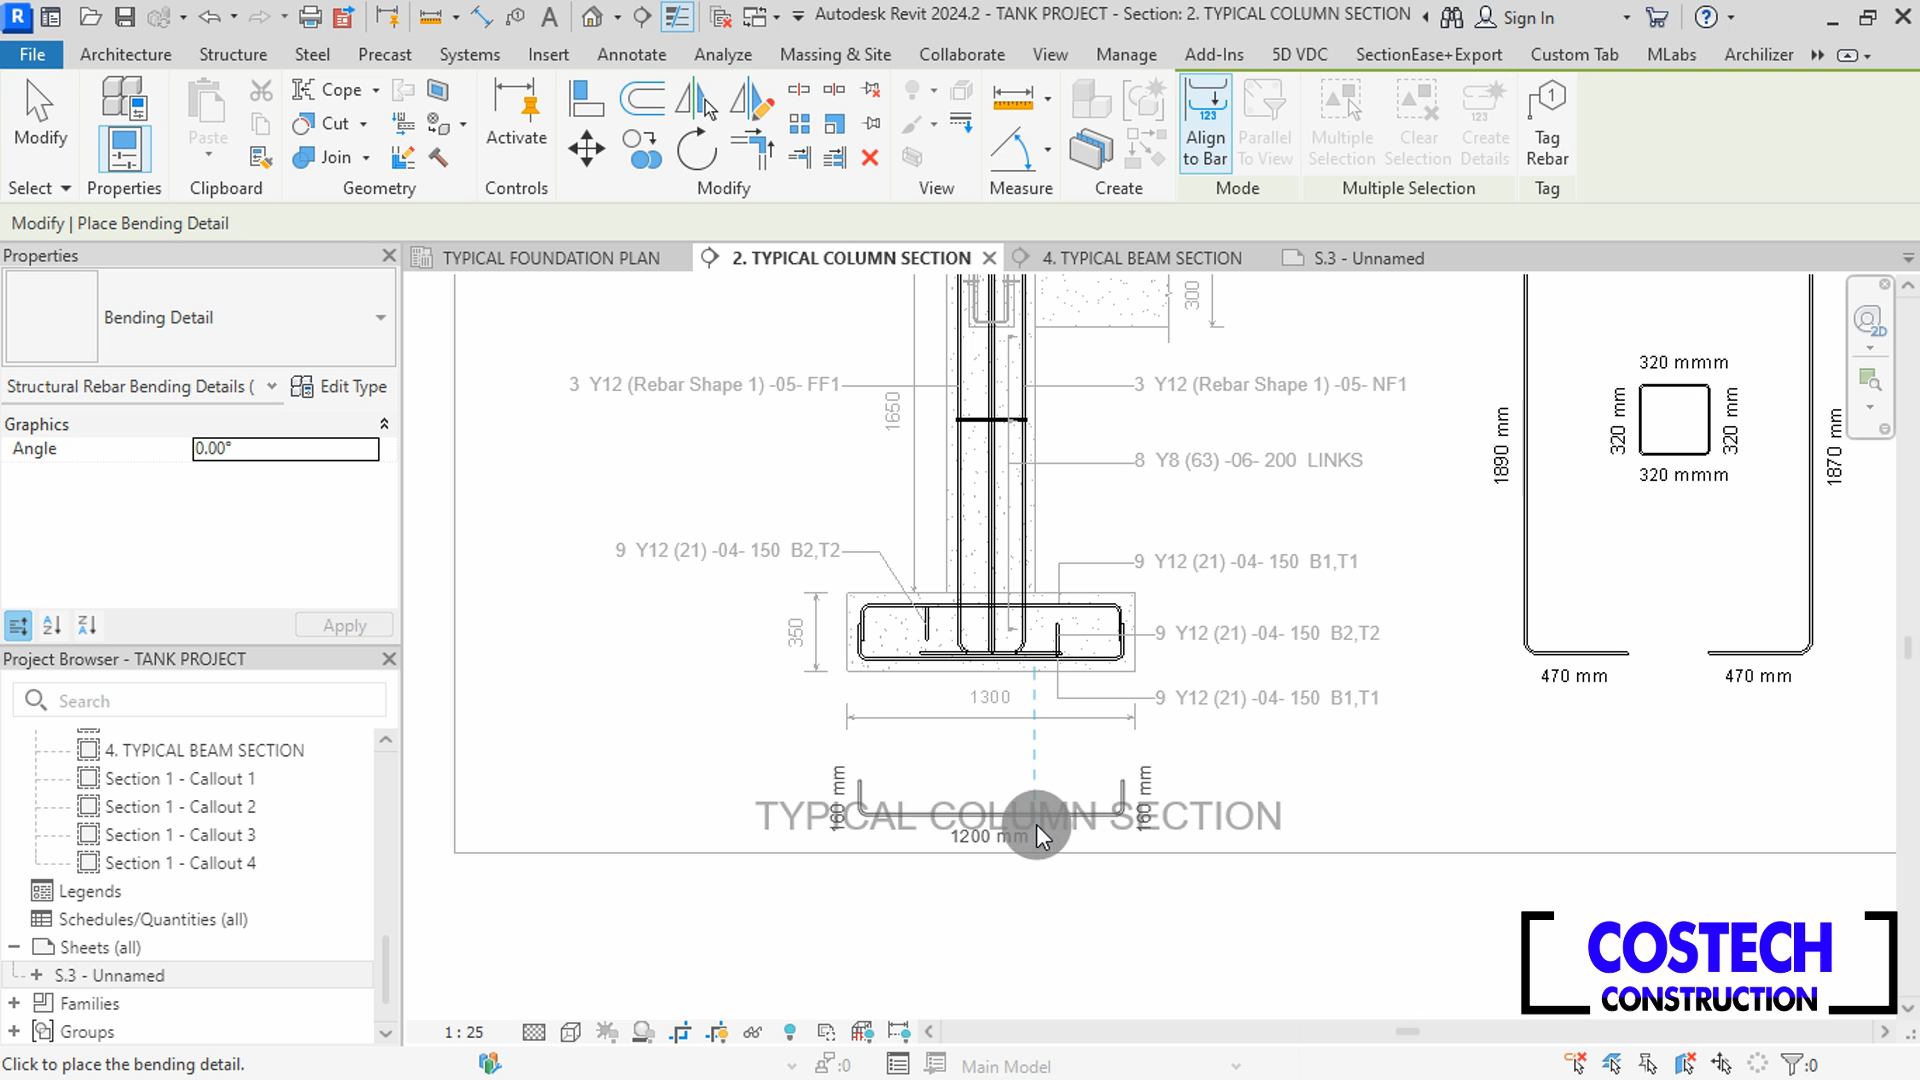 Autodesk Revit 2024.2 - TANK PROJECT - Section: 2. TYPICAL COLUMN SECTION
Sign In
File
Architecture
Structure
Steel
Precast
Systems
Insert
Annotate
Analyze
Massing & Site
Collaborate
View
Manage
Add-Ins
5D VDC
SectionEase+Export
Custom Tab
MLabs
Archilizer
Modify
Paste
Cope
Cut
Join
Activate
Align to Bar
Parallel To View
Multiple Selection
Clear Selection
Create Details
Tag Rebar
Select
Properties
Clipboard
Geometry
Controls
Modify
View
Measure
Create
Mode
Multiple Selection
Tag
Modify | Place Bending Detail
Properties
TYPICAL FOUNDATION PLAN
2. TYPICAL COLUMN SECTION
4. TYPICAL BEAM SECTION
S.3 - Unnamed
Bending Detail
Structural Rebar Bending Details (
Edit Type
Graphics
Angle
0.00°
Apply
Project Browser - TANK PROJECT
Search
4. TYPICAL BEAM SECTION
Section 1 - Callout 1
Section 1 - Callout 2
Section 1 - Callout 3
Section 1 - Callout 4
Legends
Schedules/Quantities (all)
Sheets (all)
S.3 - Unnamed
Families
Groups
300
3 Y12 (Rebar Shape 1) -05- FF1
3 Y12 (Rebar Shape 1) -05- NF1
1650
8 Y8 (63) -06- 200 LINKS
9 Y12 (21) -04- 150 B2,T2
9 Y12 (21) -04- 150 B1,T1
350
9 Y12 (21) -04- 150 B2,T2
1300
9 Y12 (21) -04- 150 B1,T1
160 mm
160 mm
TYPICAL COLUMN SECTION
1200 mm
320 mmm
320 mm
320 mm
320 mmm
1890 mm
1870 mm
470 mm
470 mm
2D
COSTECH
CONSTRUCTION
1 : 25
Click to place the bending detail.
:0
Main Model
:0